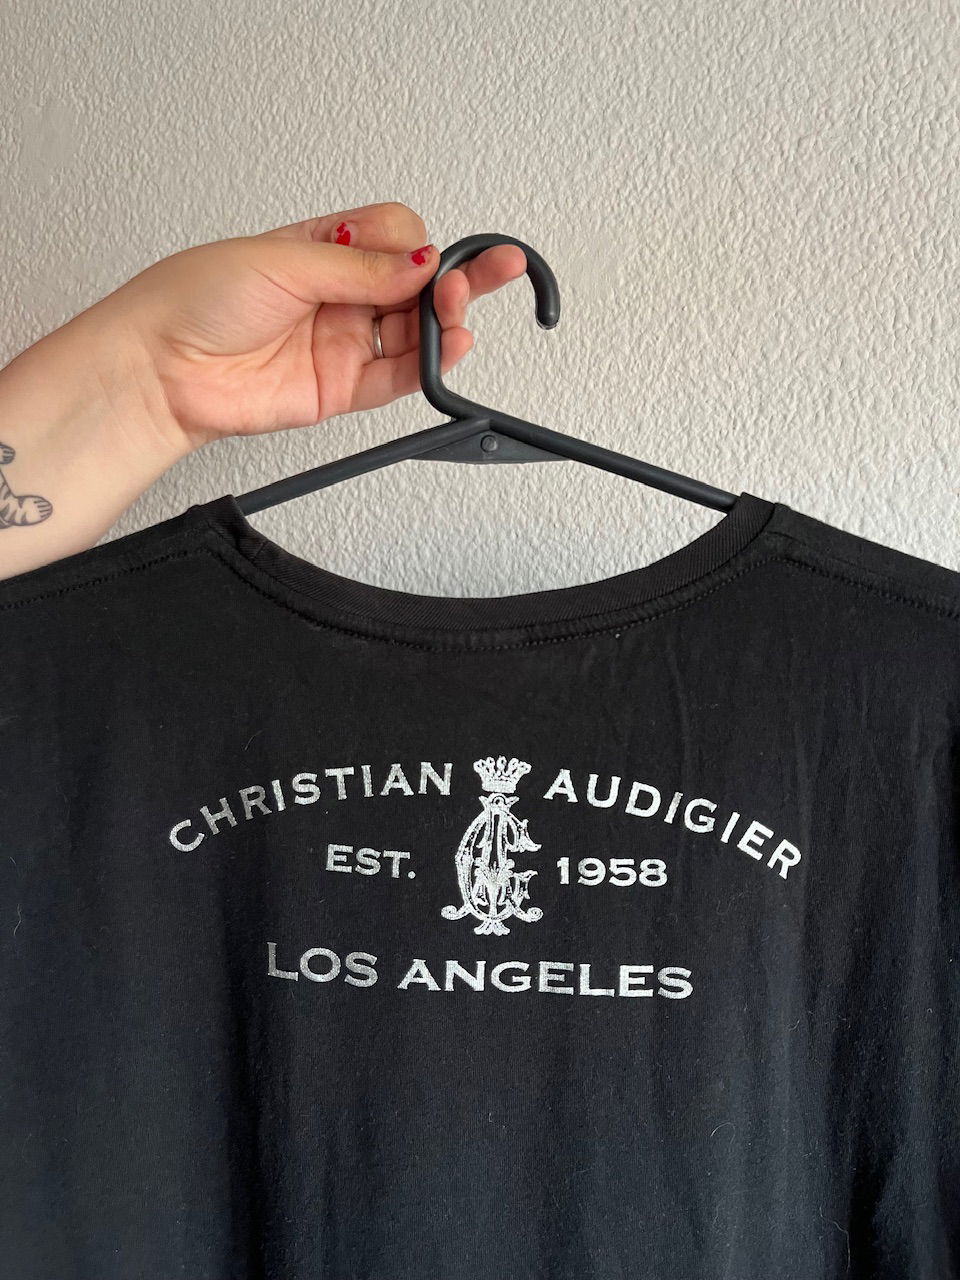 CHRISTIAN AUDIGIER
EST. 1958
LOS ANGELES